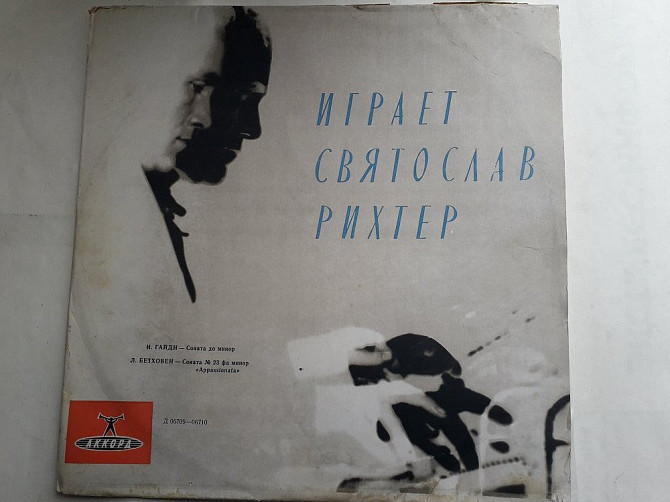 ИГРАЕТ
СВЯТОСЛАВ
РИХТЕР
И. ГАЙДН — Соната до минор
Л. БЕТХОВЕН — Соната № 23 фа минор
«Appassionata»
Д 06709—06710
АККОРД